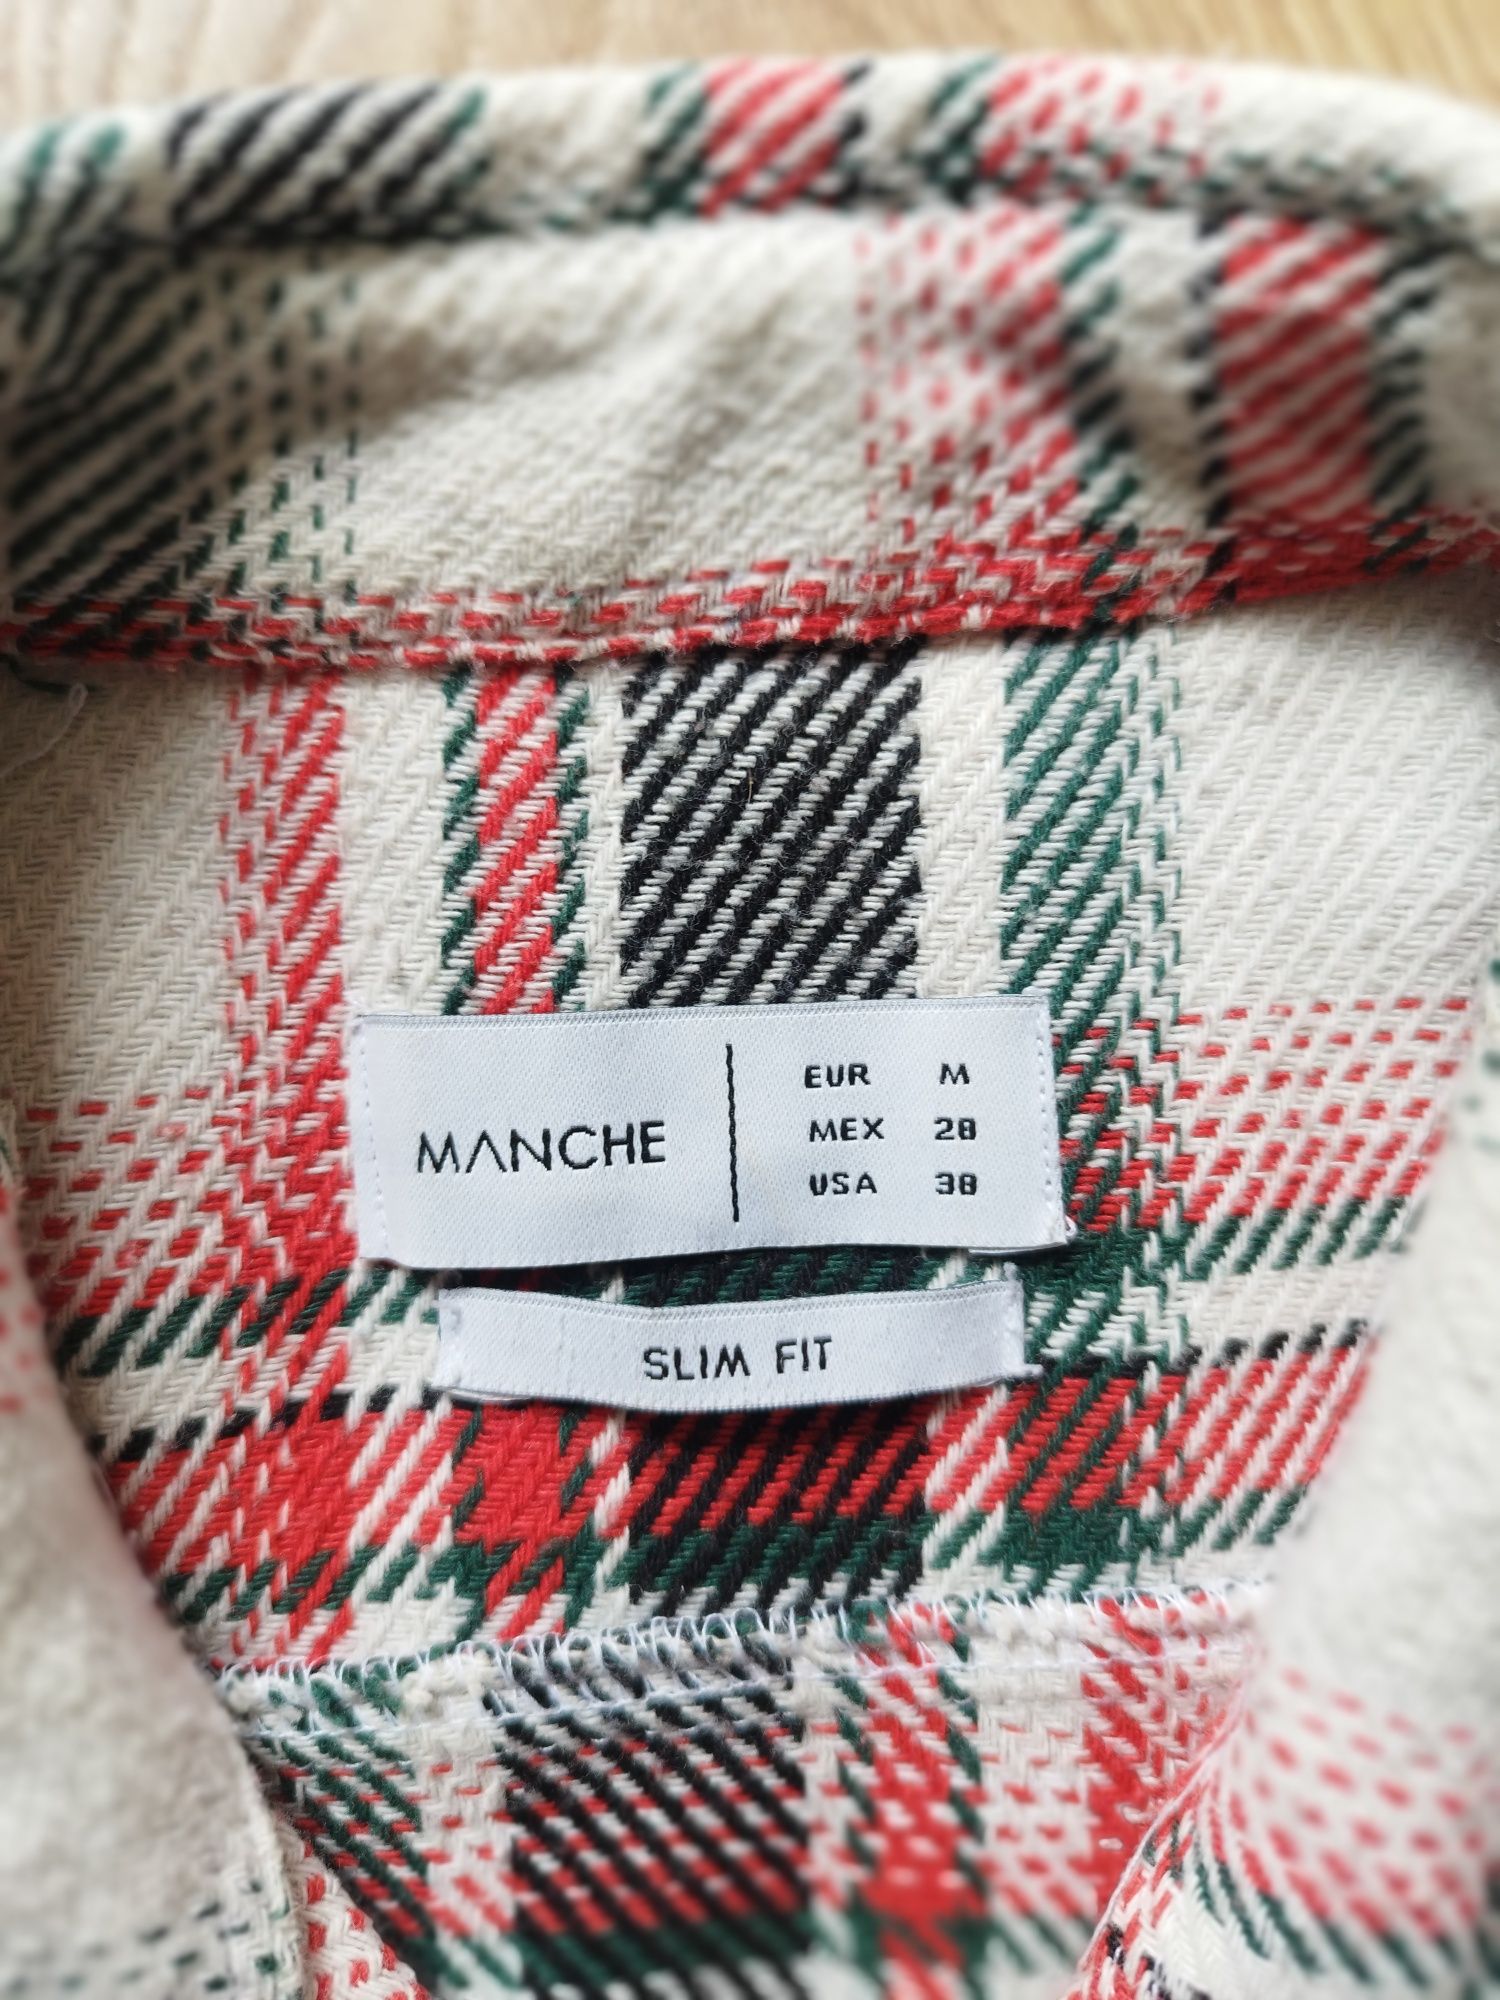 MANCHE
EUR M
MEX 28
USA 38
SLIM FIT